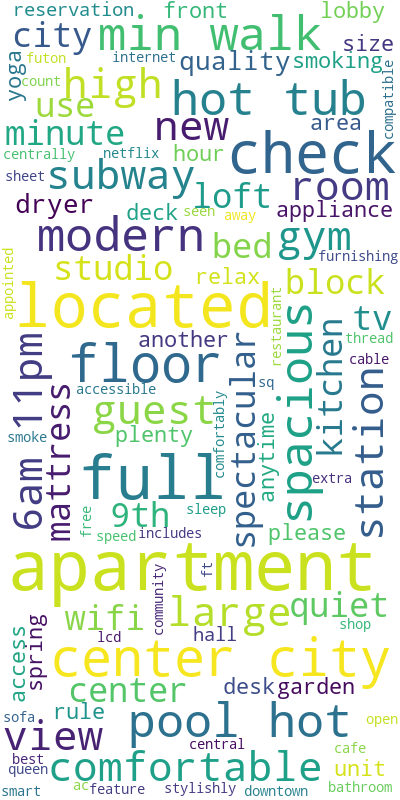 reservation front lobby
city min walk size
yoga futon internet quality smoking
high hot tub compatible
use new area
minute check
count
centrally netflix hour
sheet subway loft room
dryer deck seen away appliance
modern bed gym furnishing
studio relax block
appointed located restaurant tv
another thread
11pm floor spectacular spacious kitchen cable
mattress accessible station
guest comfortably sq anytime
smoke plenty
6am full extra
free 9th sleep
speed includes please
apartment
ft
wifi community large quiet
lcd hall shop
access spring center city
center desk garden
sofa rule pool hot open
view central cafe
best comfortable unit
queen
smart ac feature stylishly downtown bathroom